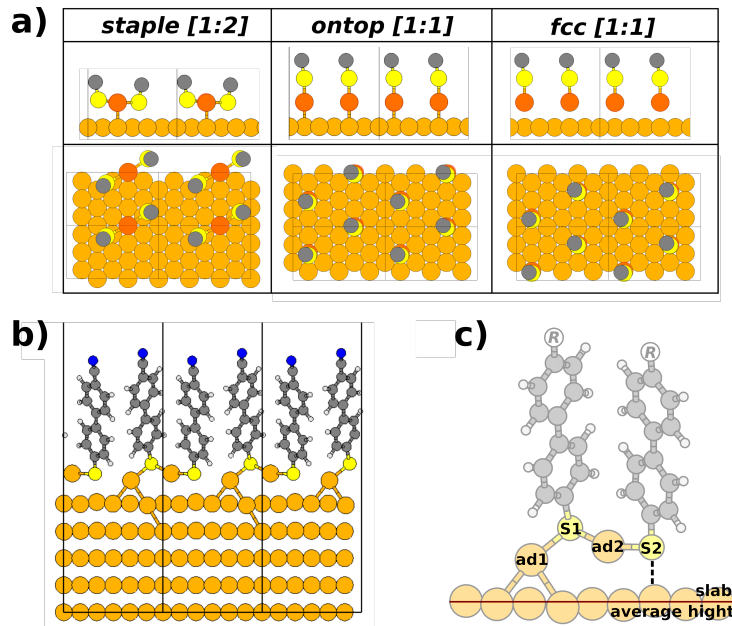 a)
staple [1:2]
ontop [1:1]
fcc [1:1]
b)
c)
R
R
S1
ad2
S2
ad1
slab
average hight